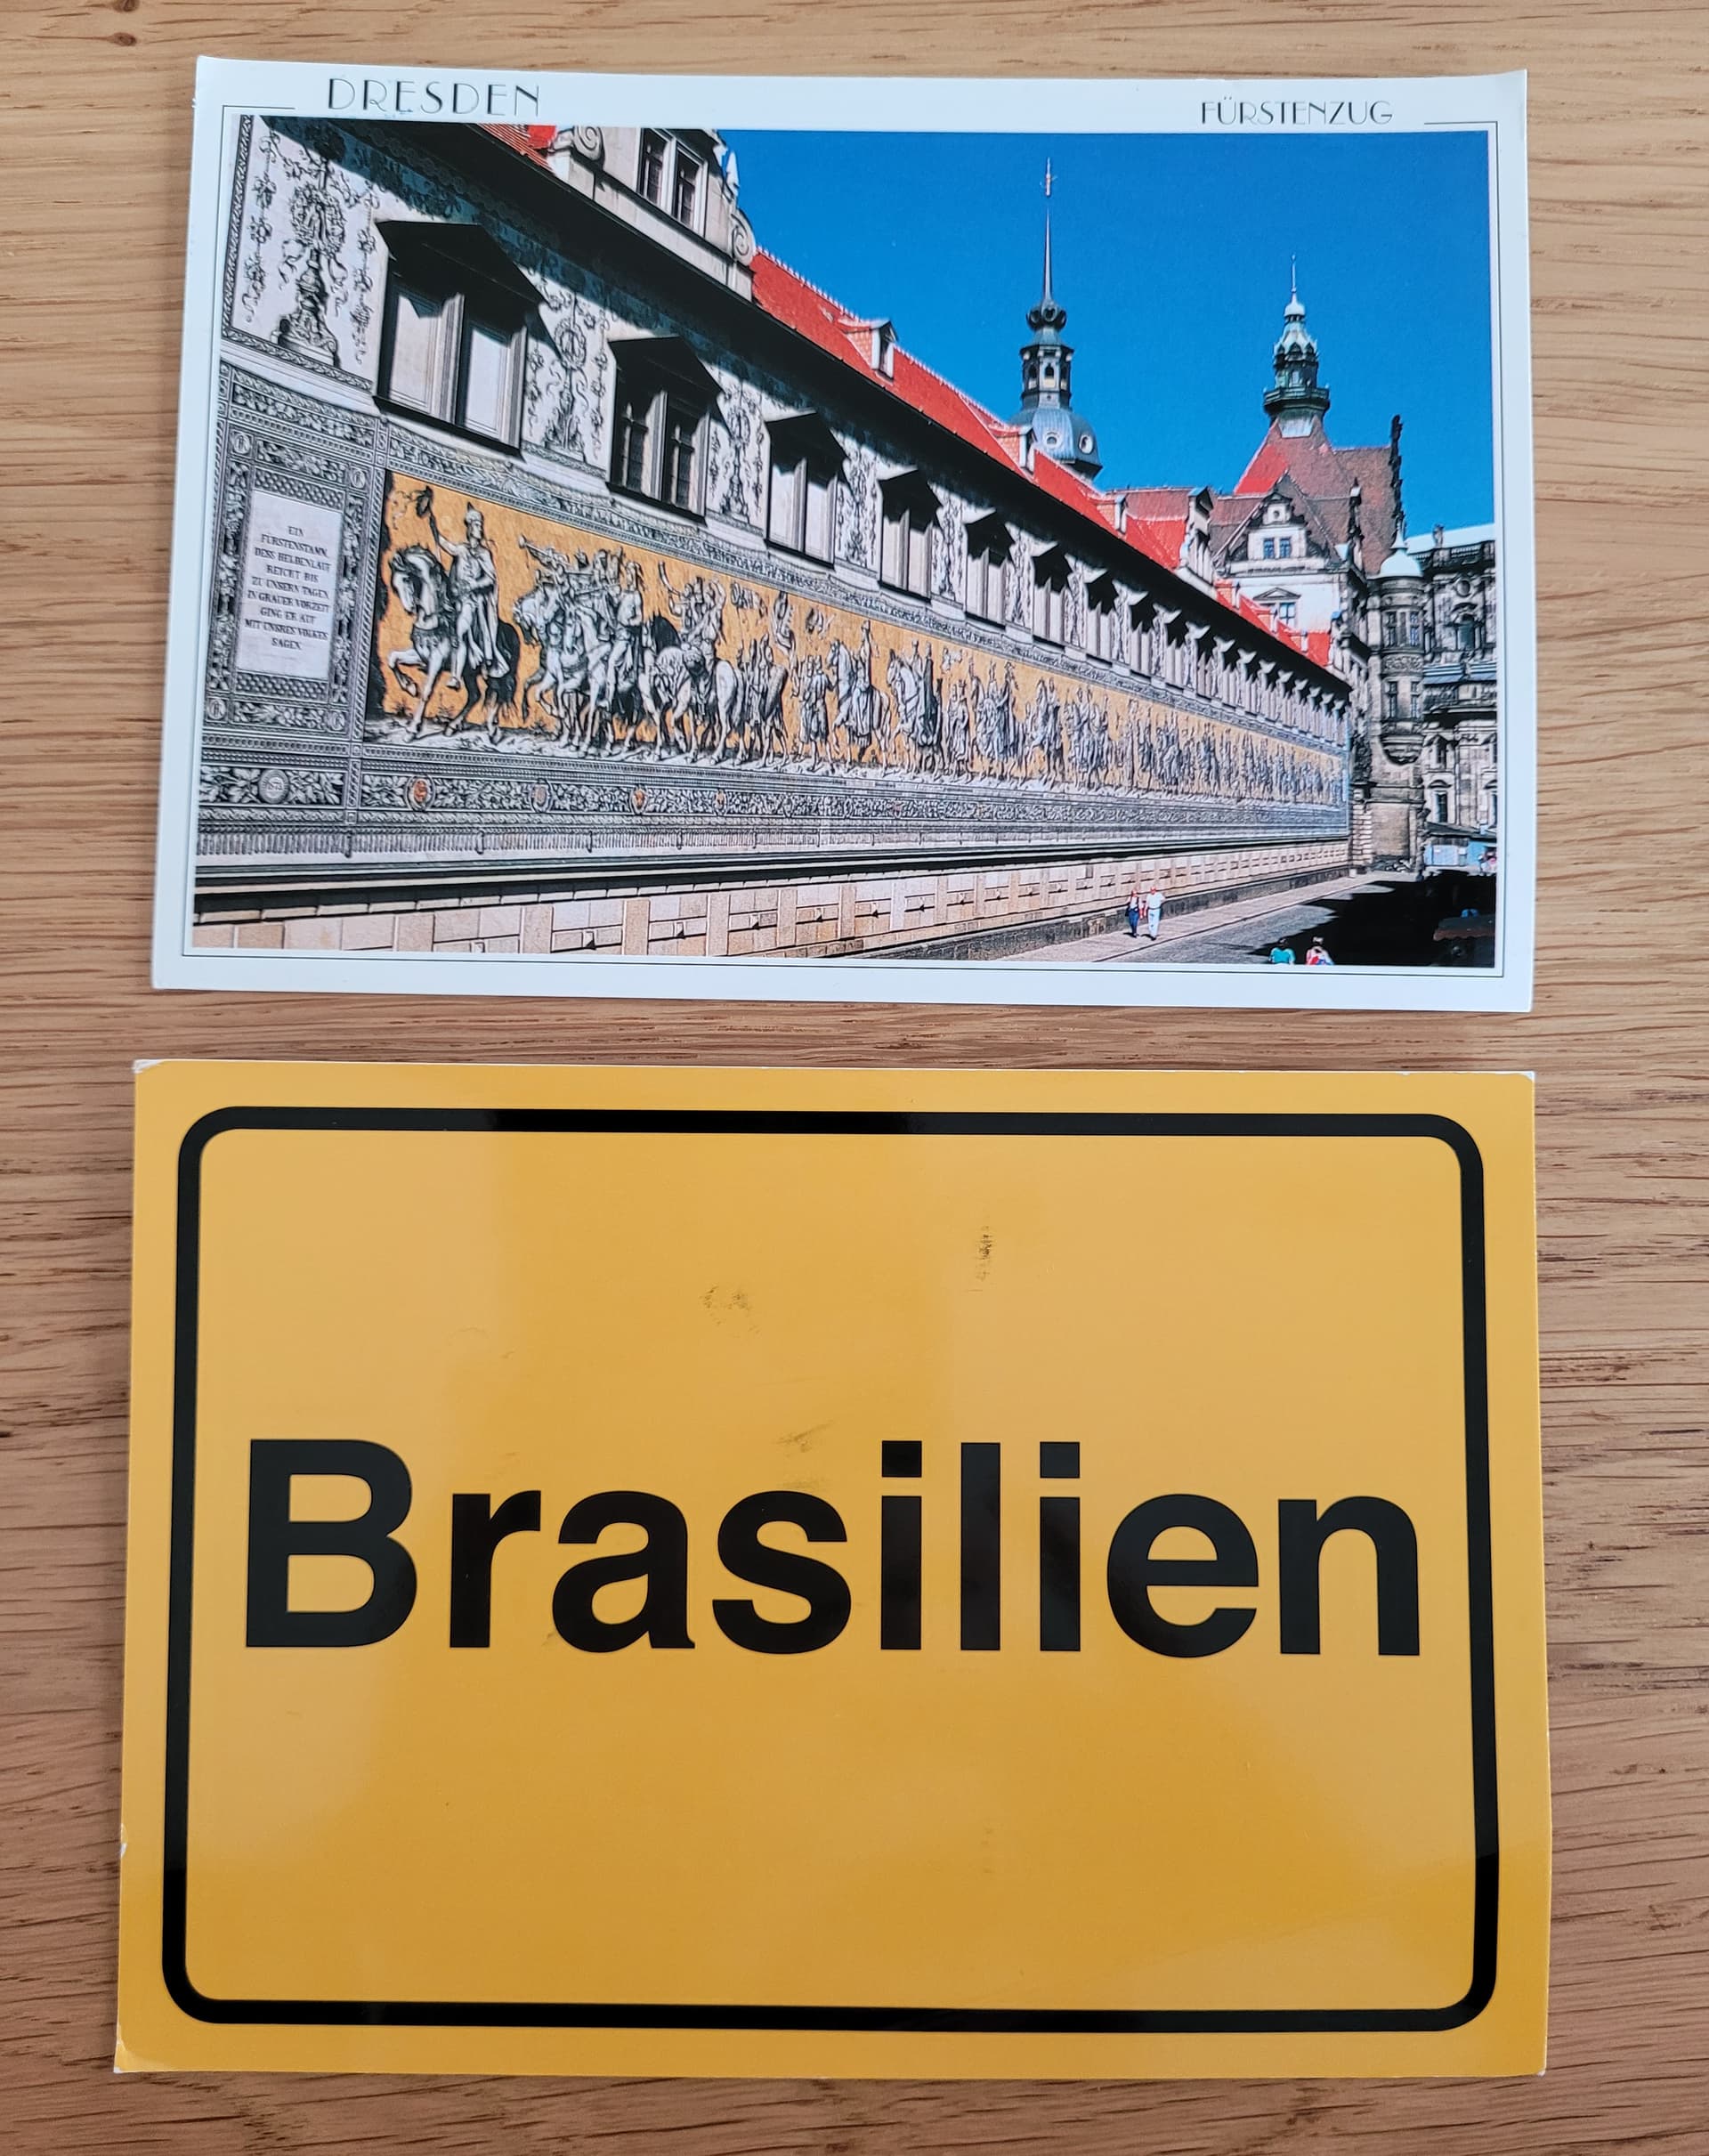 DRESDEN
FÜRSTENZUG
EIN
FÜRSTENSTAMM,
DESS HELDENLAUF
REICHT BIS
ZU UNSERN TAGEN,
IN GRAUER VORZEIT
GING ER AUF
MIT UNSRES VOLKES
SAGEN
Brasilien